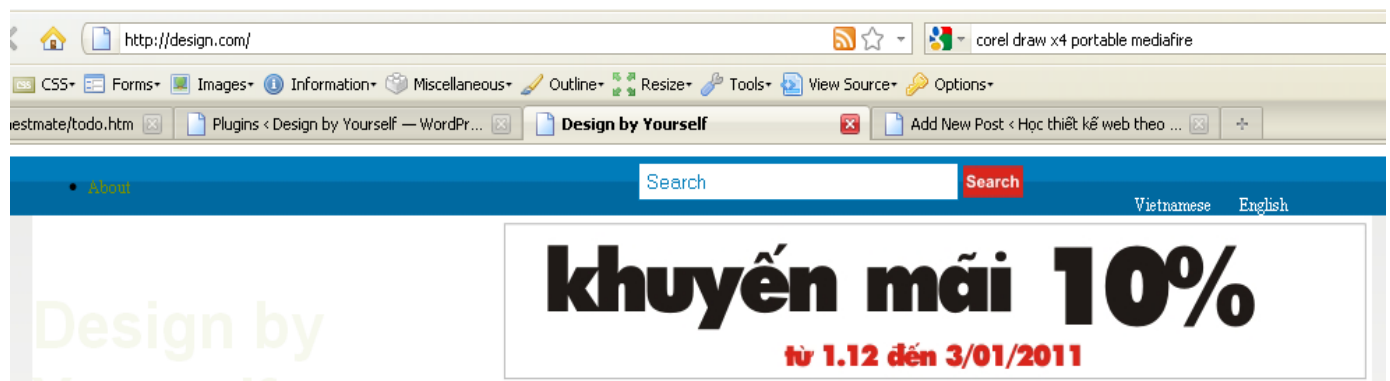 http://design.com/ corel draw x4 portable mediafire
CSS Forms Images Information Miscellaneous Outline Resize Tools View Source Options
estmate/todo.htm Plugins < Design by Yourself — WordPr... Design by Yourself Add New Post < Học thiết kế web theo ...
About Search Search
Vietnamese English
khuyến mãi 10%
Design by
từ 1.12 đến 3/01/2011